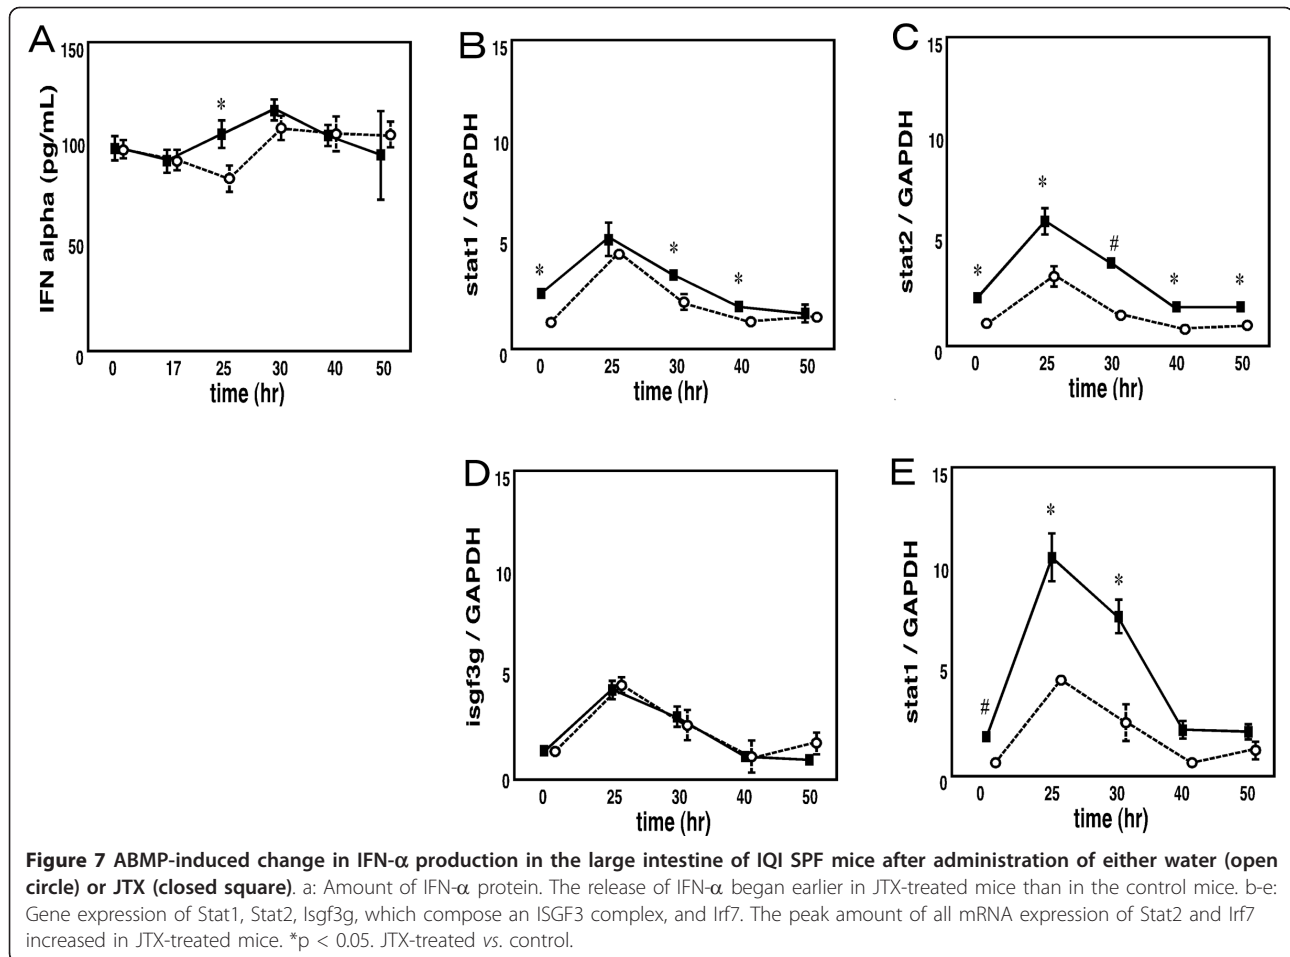 A
150
100
50
0
IFN alpha (pg/mL)
*
0 17 25 30 40 50
time (hr)
B
15
10
5
0
stat1 / GAPDH
* * *
0 25 30 40 50
time (hr)
C
15
10
5
0
stat2 / GAPDH
* * # * *
0 25 30 40 50
time (hr)
D
15
10
5
0
isgf3g / GAPDH
0 25 30 40 50
time (hr)
E
15
10
5
0
stat1 / GAPDH
# * *
0 25 30 40 50
time (hr)
Figure 7 ABMP-induced change in IFN-α production in the large intestine of IQI SPF mice after administration of either water (open
circle) or JTX (closed square). a: Amount of IFN-α protein. The release of IFN-α began earlier in JTX-treated mice than in the control mice. b-e:
Gene expression of Stat1, Stat2, Isgf3g, which compose an ISGF3 complex, and Irf7. The peak amount of all mRNA expression of Stat2 and Irf7
increased in JTX-treated mice. *p < 0.05. JTX-treated vs. control.